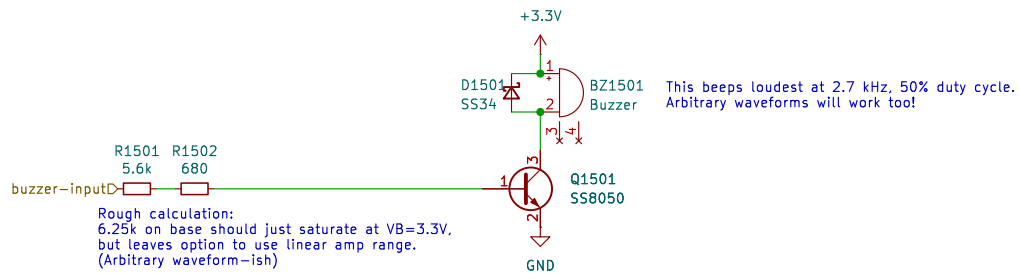 +3.3V
1
+
D1501
SS34
BZ1501
Buzzer
2
3
4
This beeps loudest at 2.7 kHz, 50% duty cycle.
Arbitrary waveforms will work too!
R1501
5.6k
R1502
680
buzzer-input
1
3
2
Q1501
SS8050
Rough calculation:
6.25k on base should just saturate at VB=3.3V,
but leaves option to use linear amp range.
(Arbitrary waveform-ish)
GND